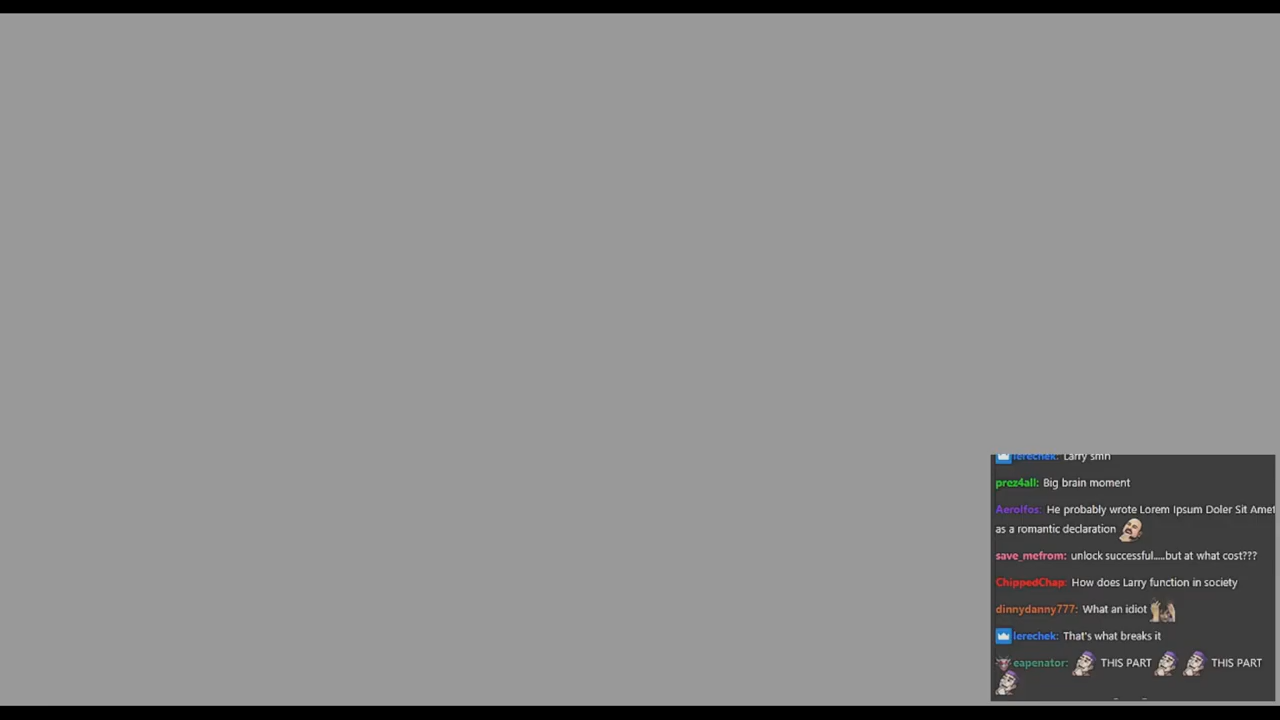 lerechek: Larry smh
prez4all: Big brain moment
Aerolfos: He probably wrote Lorem Ipsum Doler Sit Amet
as a romantic declaration
save_mefrom: unlock successful.....but at what cost???
ChippedChap: How does Larry function in society
dinnydanny777: What an idiot
lerechek: That's what breaks it
eapenator: THIS PART THIS PART